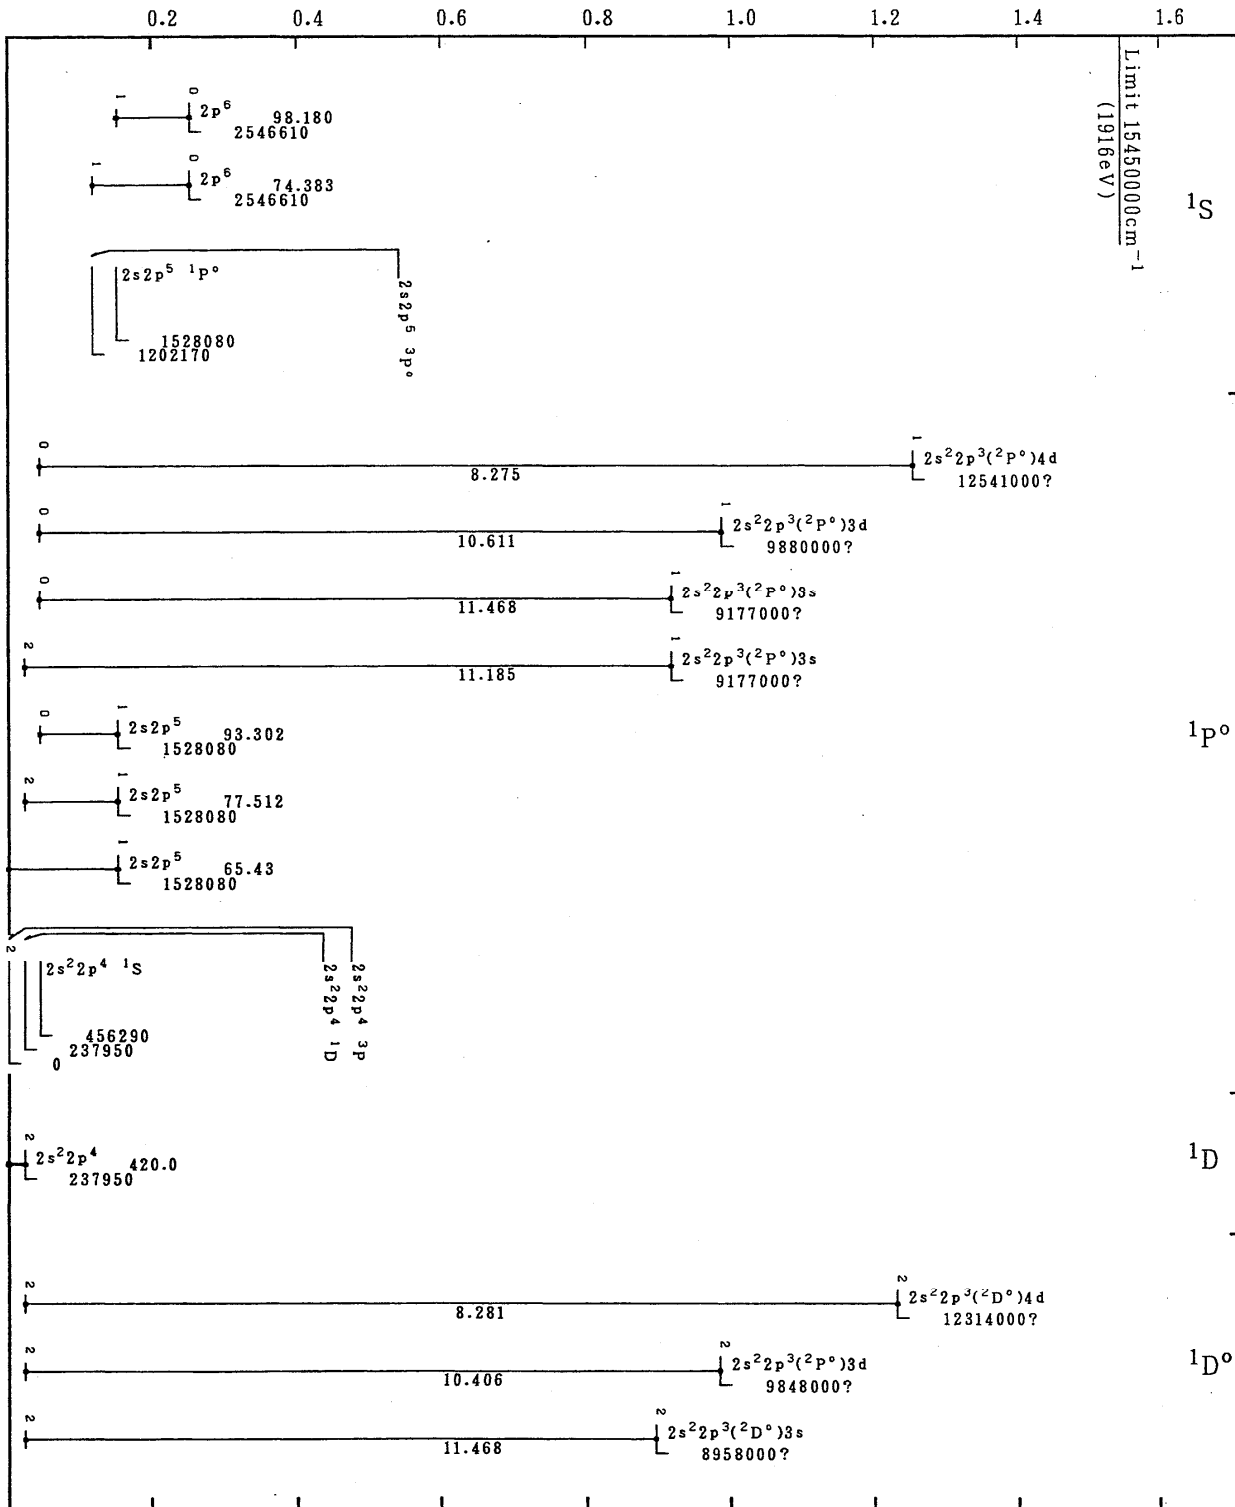 0.2 0.4 0.6 0.8 1.0 1.2 1.4 1.6
Limit 15450000cm⁻¹
(1916eV)
1 0 2p⁶ 98.180
2546610
1 0 2p⁶ 74.383
2546610
¹S
2s2p⁵ ¹P°
2s2p⁵ ³P°
1528080
1202170
0 1 2s²2p³(²P°)4d
8.275
12541000?
0 1 2s²2p³(²P°)3d
10.611
9880000?
0 1 2s²2p³(²P°)3s
11.468
9177000?
2 1 2s²2p³(²P°)3s
11.185
9177000?
0 1 2s2p⁵ 93.302
1528080
¹P°
2 1 2s2p⁵ 77.512
1528080
1 2s2p⁵ 65.43
1528080
2
2s²2p⁴ ¹S
2s²2p⁴ ¹D
2s²2p⁴ ³P
456290
237950
0
2 2s²2p⁴ 420.0
237950
¹D
2 2 2s²2p³(²D°)4d
8.281
12314000?
2 2 2s²2p³(²P°)3d
10.406
9848000?
¹D°
2 2 2s²2p³(²D°)3s
11.468
8958000?